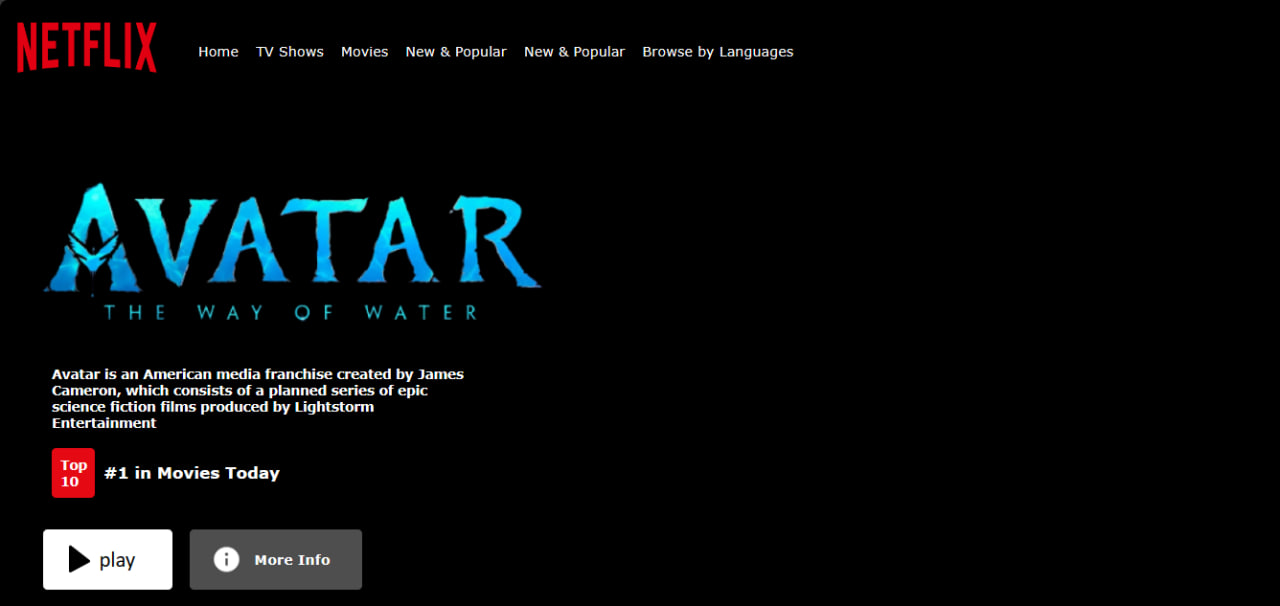 NETFLIX
Home TV Shows Movies New & Popular New & Popular Browse by Languages
AVATAR
THE WAY OF WATER
Avatar is an American media franchise created by James
Cameron, which consists of a planned series of epic
science fiction films produced by Lightstorm
Entertainment
Top
10
#1 in Movies Today
play
More Info